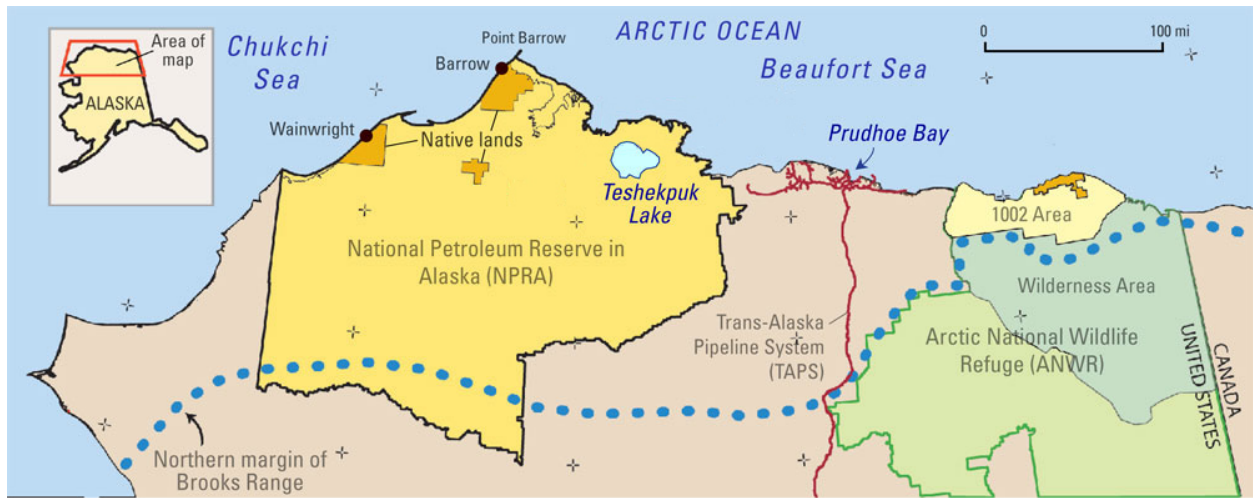 Area of
map
ALASKA
Chukchi
Sea
Point Barrow
Barrow
ARCTIC OCEAN
Beaufort Sea
0
100 mi
Wainwright
Native lands
Prudhoe Bay
Teshekpuk
Lake
1002 Area
National Petroleum Reserve in
Alaska (NPRA)
Wilderness Area
Trans-Alaska
Pipeline System
(TAPS)
Arctic National Wildlife
Refuge (ANWR)
CANADA
UNITED STATES
Northern margin of
Brooks Range